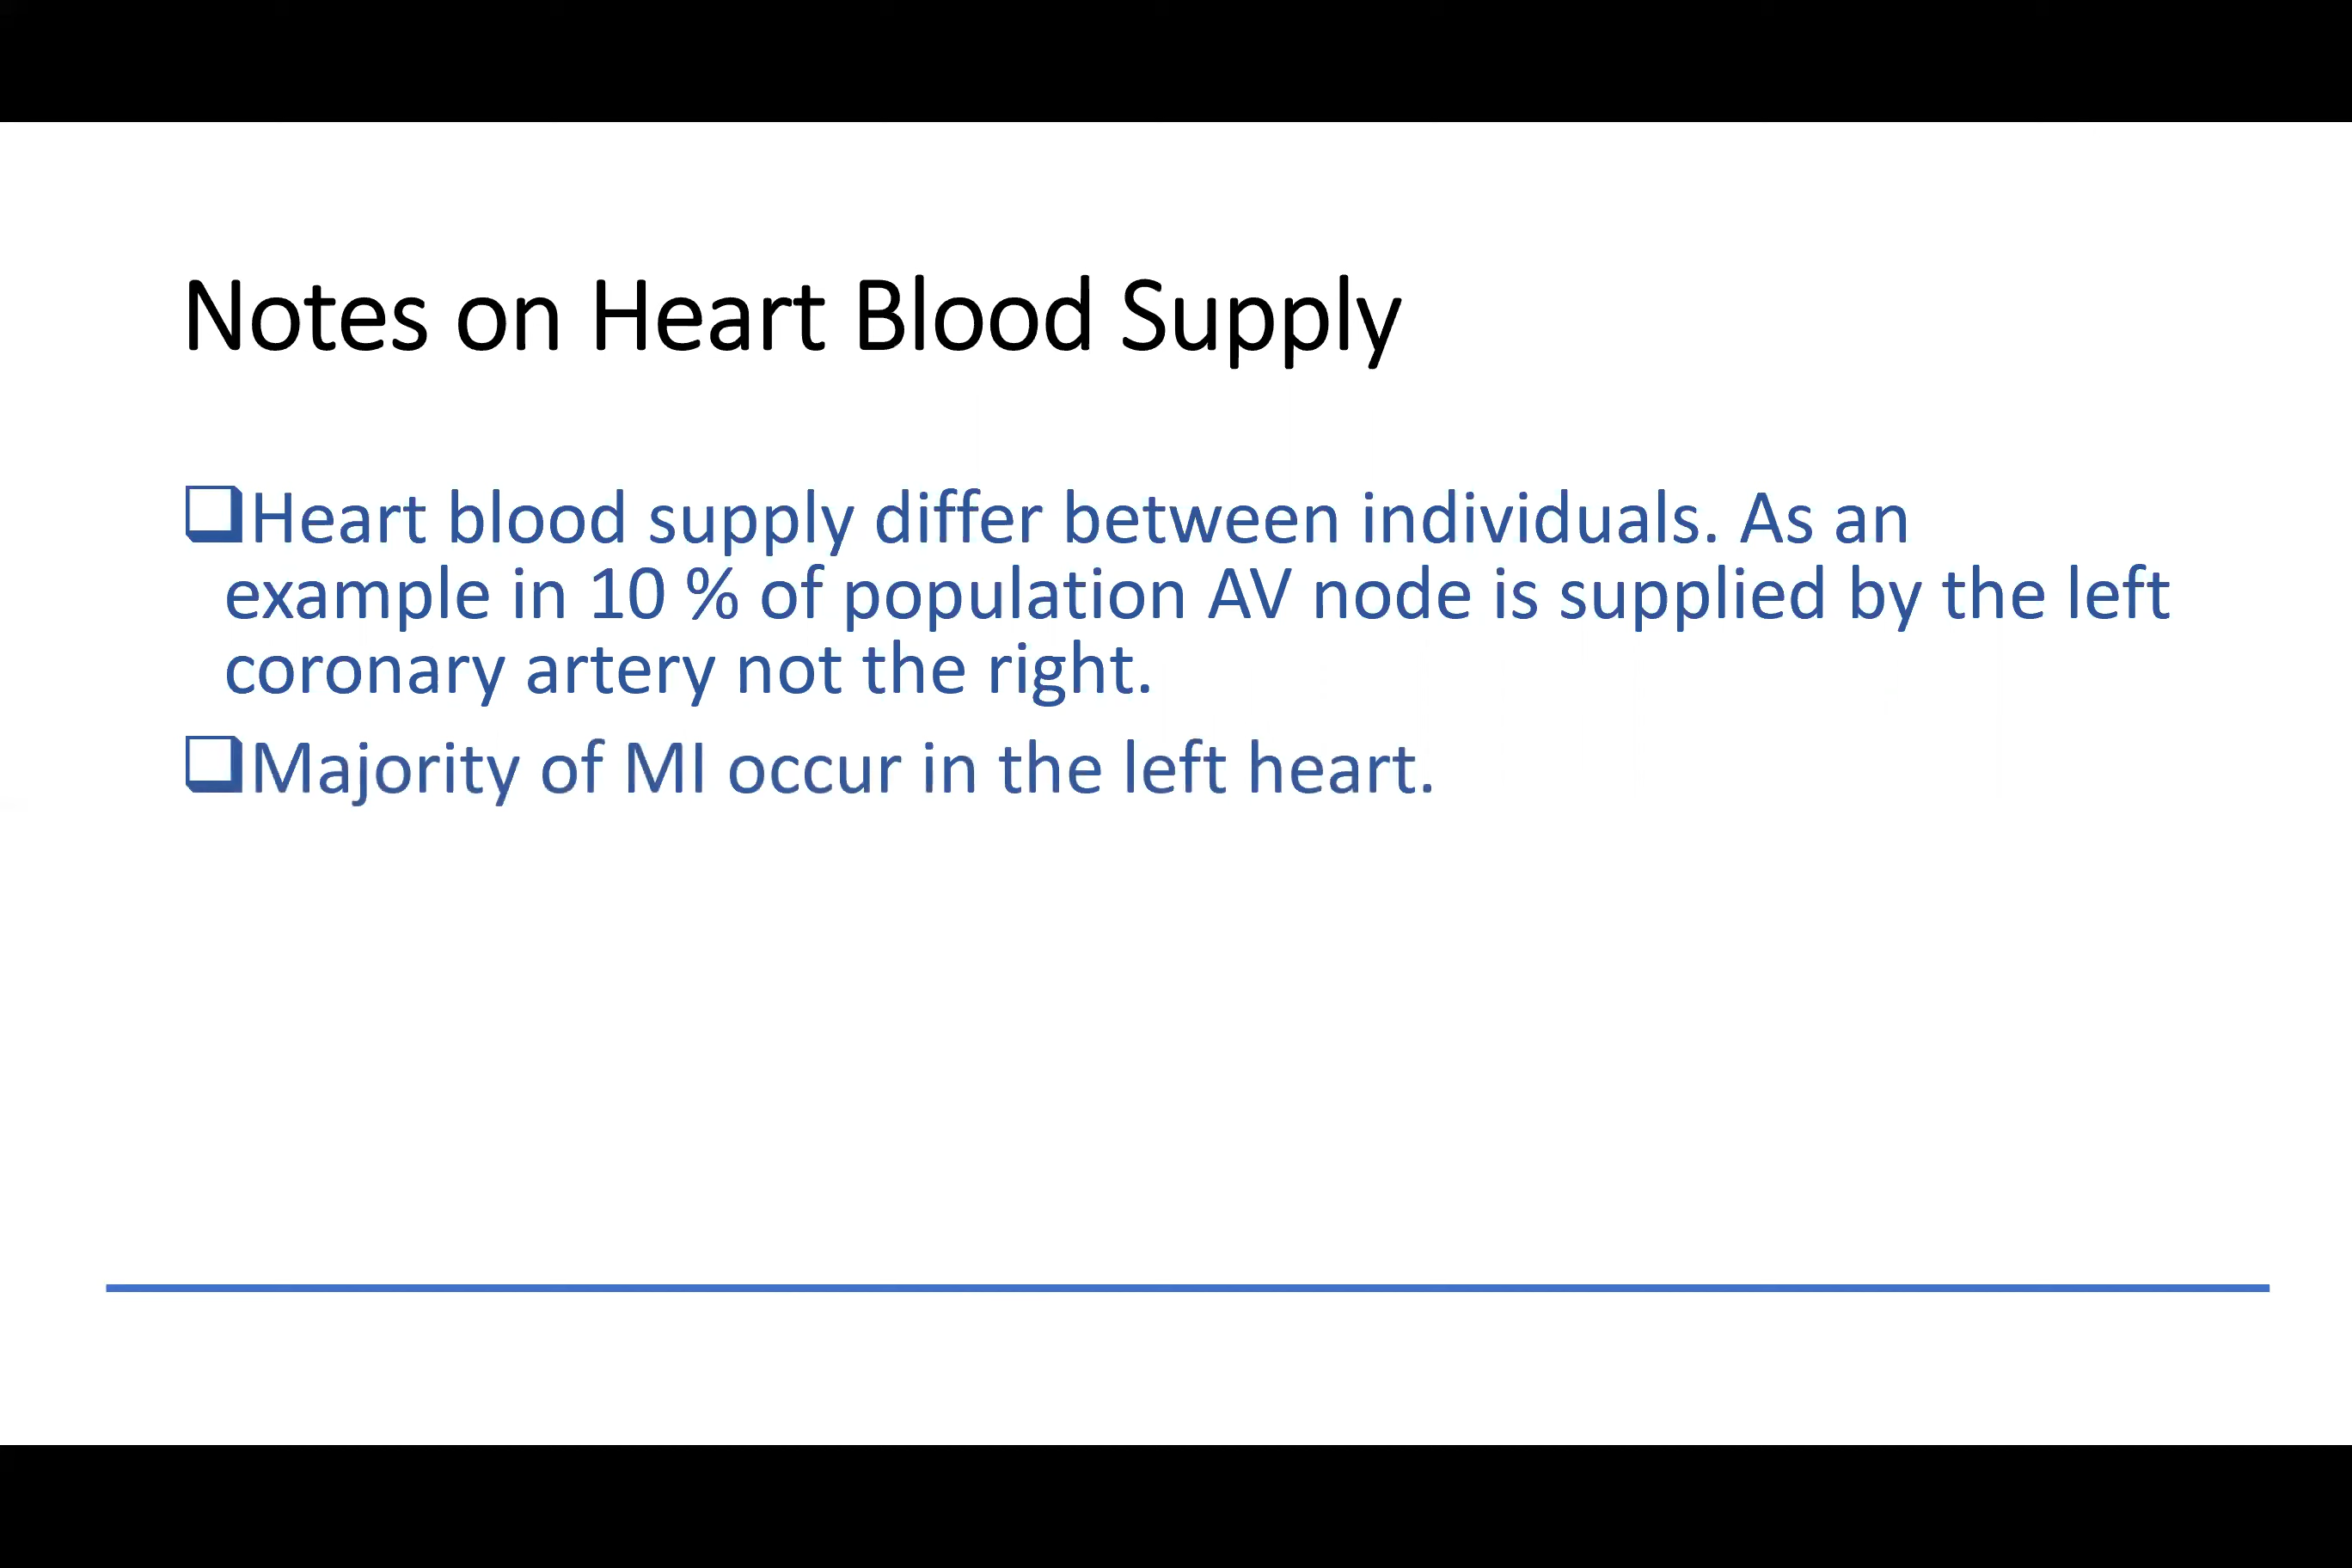 Notes on Heart Blood Supply
❑Heart blood supply differ between individuals. As an
example in 10 % of population AV node is supplied by the left
coronary artery not the right.
❑Majority of MI occur in the left heart.